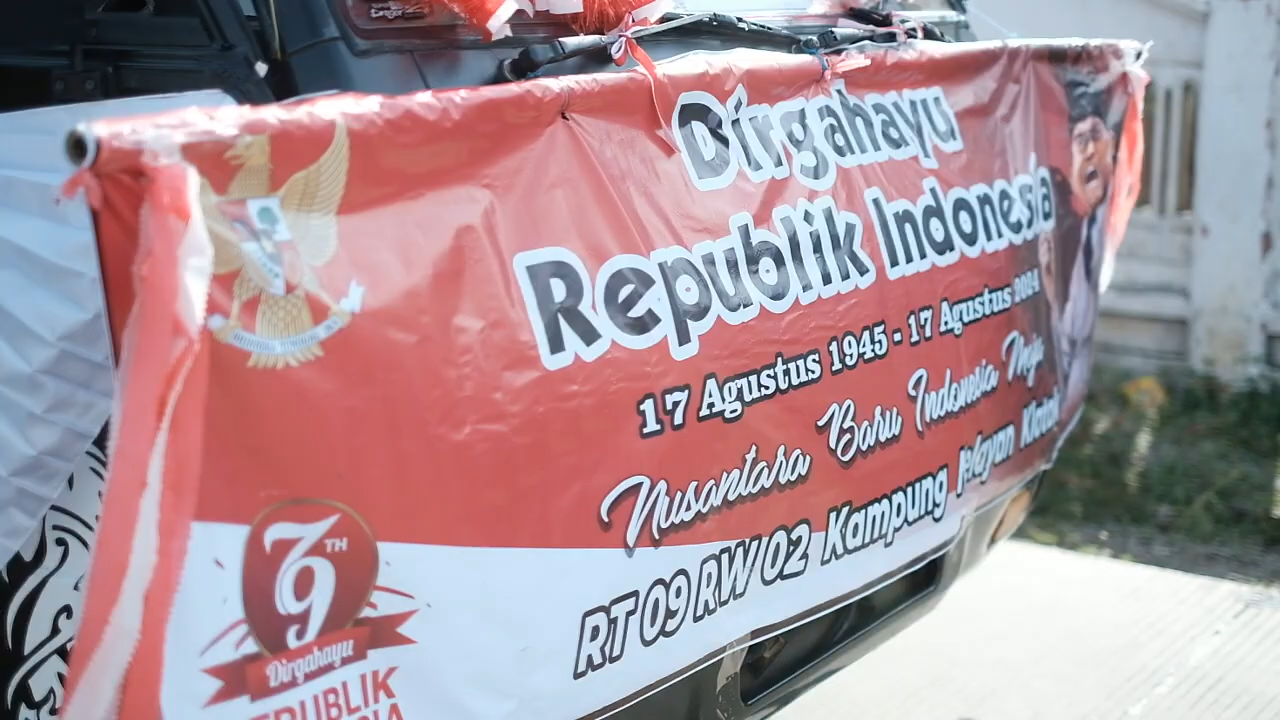 Dirgahayu
Republik Indonesia
17 Agustus 1945 - 17 Agustus 2024
Nusantara Baru Indonesia Maju
RT 09 RW 02 Kampung
79TH
Dirgahayu
REPUBLIK